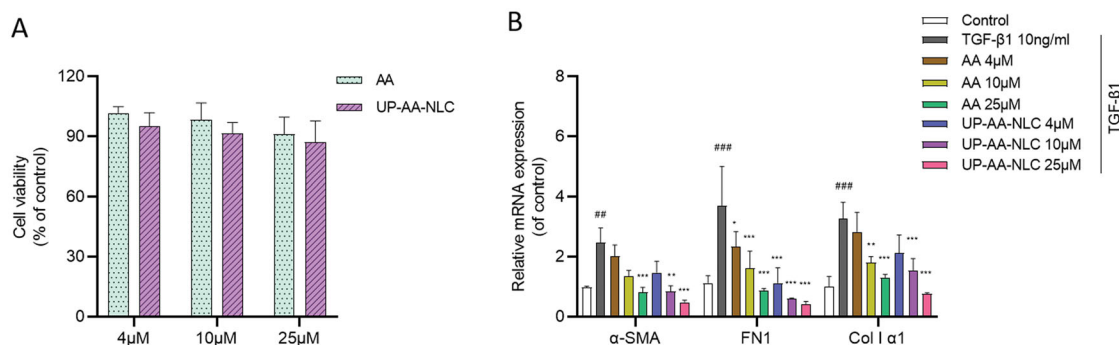 A
Cell viability
(% of control)
120
90
60
30
0
4μM
10μM
25μM
AA
UP-AA-NLC
B
Relative mRNA expression
(of control)
8
6
4
2
0
##
***
**
***
###
*
***
***
***
***
***
###
**
***
***
***
α-SMA
FN1
Col I α1
Control
TGF-β1 10ng/ml
AA 4μM
AA 10μM
AA 25μM
UP-AA-NLC 4μM
UP-AA-NLC 10μM
UP-AA-NLC 25μM
TGF-β1